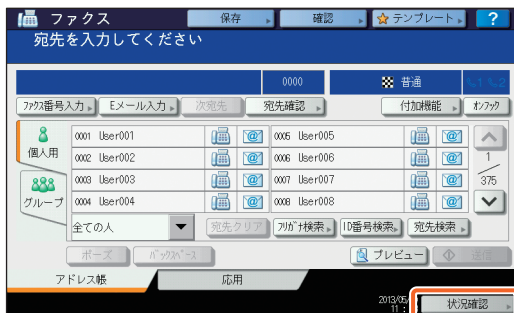 ファクス 保存 確認 テンプレート ?
宛先を入力してください
0000 普通
ファクス番号入力 Eメール入力 次宛先 宛先確認 付加機能 オンフック
個人用
グループ
0001 User001 0005 User005
0002 User002 0006 User006
0003 User003 0007 User007
0004 User004 0008 User008
1
375
全ての人 宛先クリア フリガナ検索 ID番号検索 宛先検索
ポーズ バックスペース プレビュー 送信
アドレス帳 応用
2013/05/
11: 状況確認